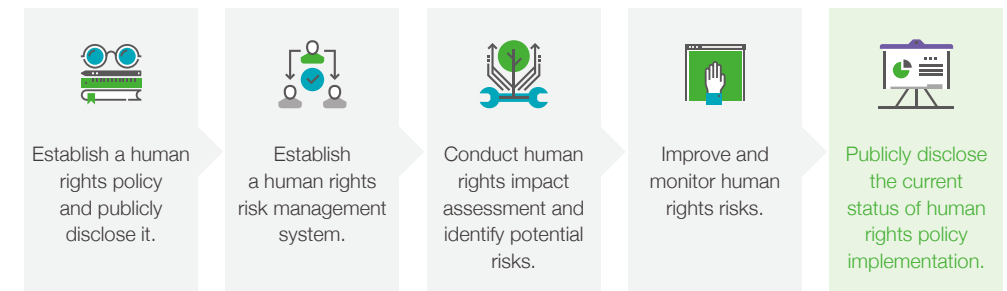 Establish a human
rights policy
and publicly
disclose it.
Establish
a human rights
risk management
system.
Conduct human
rights impact
assessment and
identify potential
risks.
Improve and
monitor human
rights risks.
Publicly disclose
the current
status of human
rights policy
implementation.